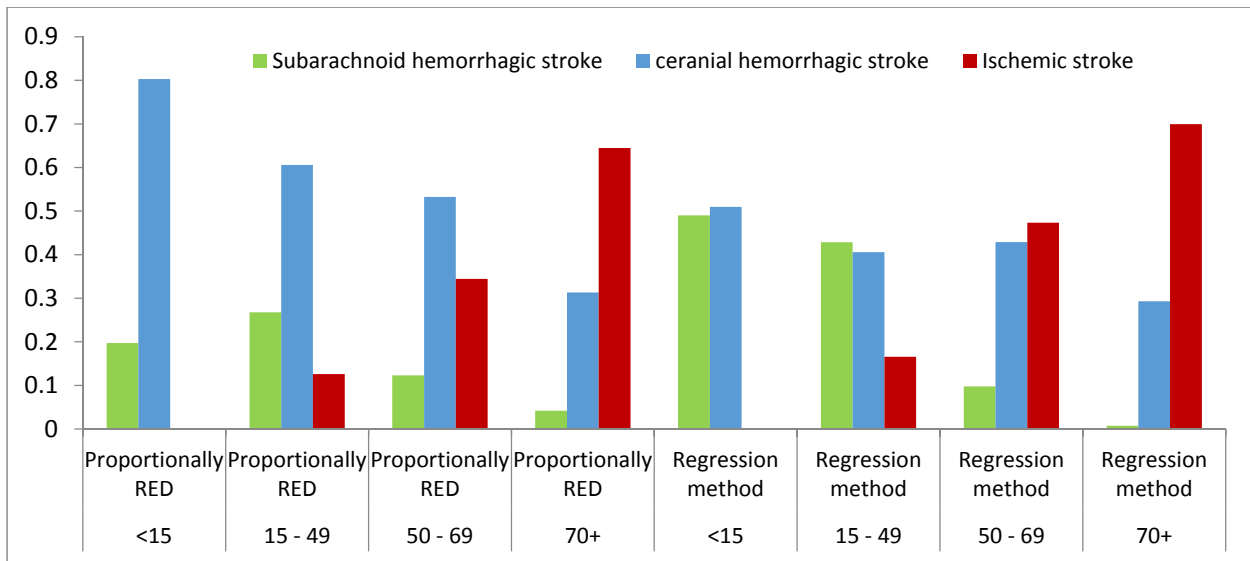 0.9
Subarachnoid hemorrhagic stroke ceranial hemorrhagic stroke Ischemic stroke
0.8
0.7
0.6
0.5
0.4
0.3
0.2
0.1
0
Proportionally Proportionally Proportionally Proportionally Regression Regression Regression Regression
RED RED RED RED method method method method
<15 15 - 49 50 - 69 70+ <15 15 - 49 50 - 69 70+